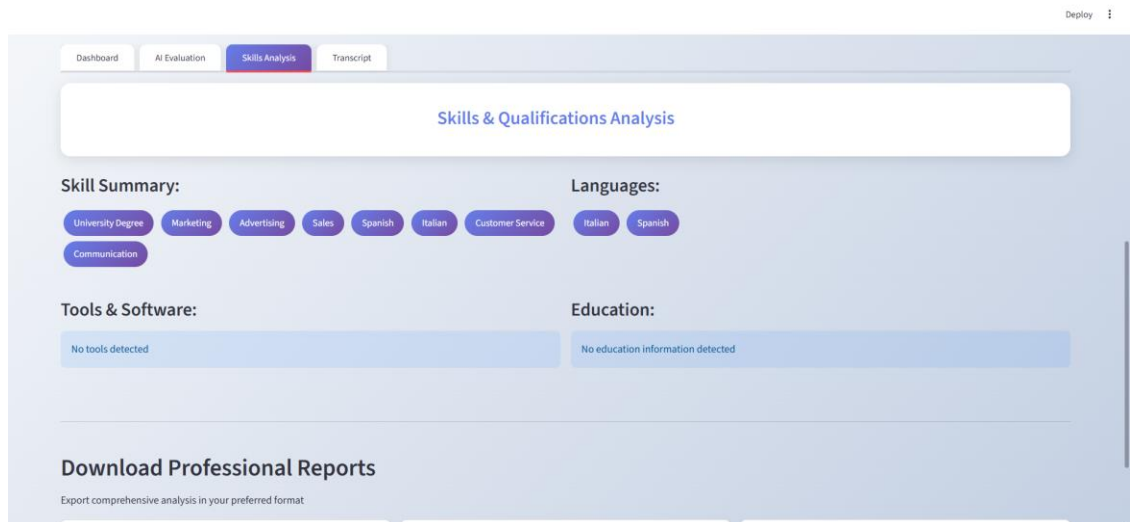 Deploy
Dashboard
AI Evaluation
Skills Analysis
Transcript
Skills & Qualifications Analysis
Skill Summary:
University Degree
Marketing
Advertising
Sales
Spanish
Italian
Customer Service
Communication
Languages:
Italian
Spanish
Tools & Software:
No tools detected
Education:
No education information detected
Download Professional Reports
Export comprehensive analysis in your preferred format